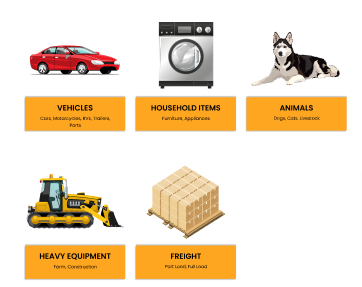 VEHICLES
Cars, Motorcycles, RVs, Trailers,
Parts
HOUSEHOLD ITEMS
Furniture, Appliances
ANIMALS
Dogs, Cats, Livestock
HEAVY EQUIPMENT
Farm, Construction
FREIGHT
Part Load, Full Load